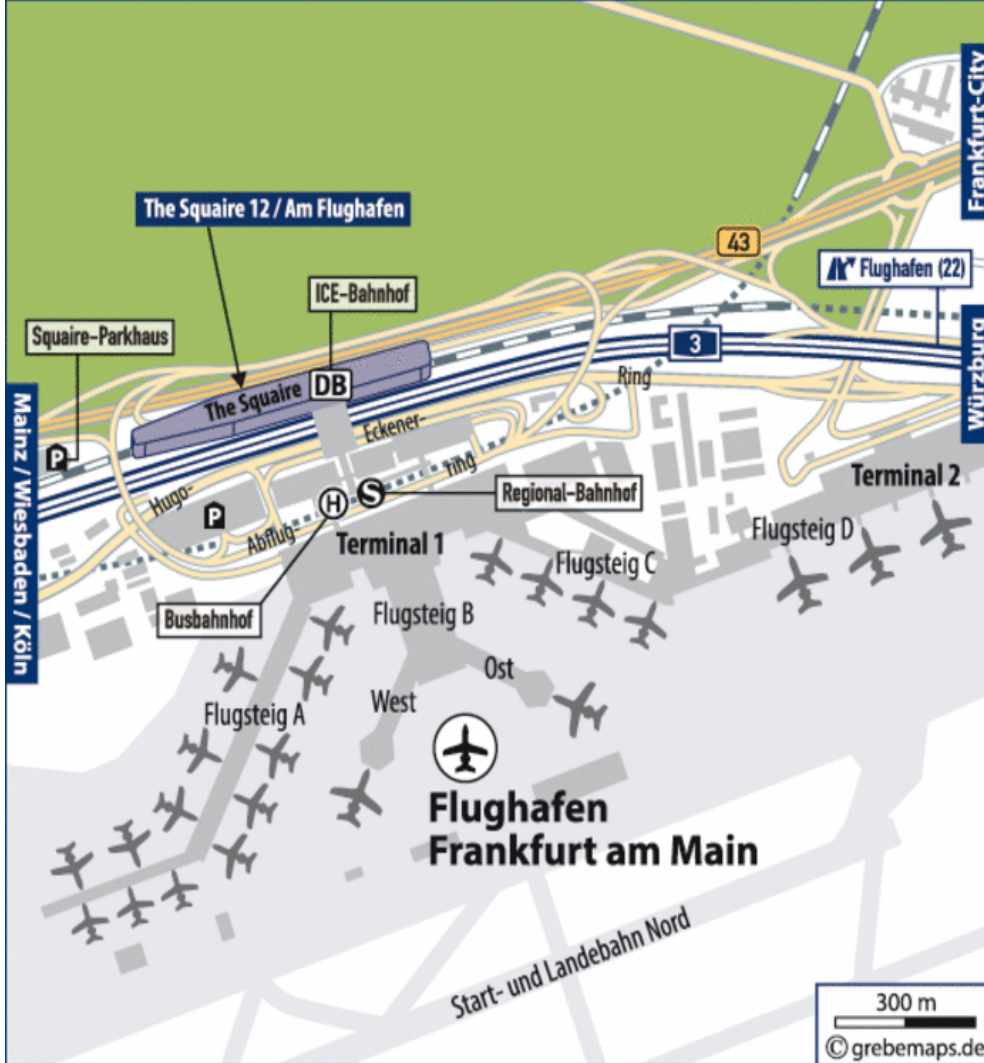 Frankfurt-City
The Squaire 12 / Am Flughafen
43
Flughafen (22)
ICE-Bahnhof
Squaire-Parkhaus
3
Würzburg
DB
The Squaire
Ring
Mainz / Wiesbaden / Köln
Eckener-
P
ring
Terminal 2
Hugo-
S
Regional-Bahnhof
H
P
Abflug-
Terminal 1
Flugsteig D
Flugsteig C
Busbahnhof
Flugsteig B
Ost
West
Flugsteig A
Flughafen
Frankfurt am Main
Start- und Landebahn Nord
300 m
© grebemaps.de